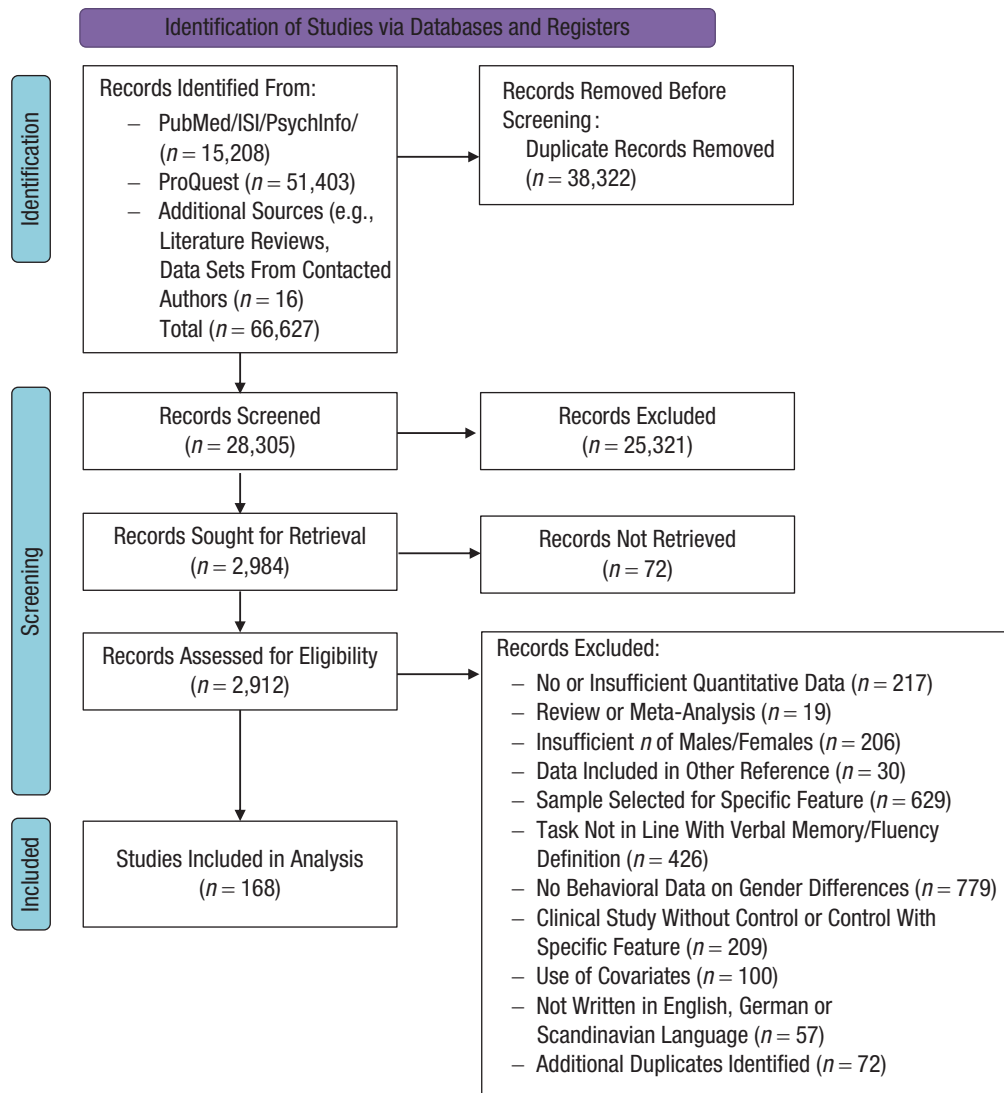 Identification of Studies via Databases and Registers
Identification
Records Identified From:
– PubMed/ISI/PsychInfo/
(n = 15,208)
– ProQuest (n = 51,403)
– Additional Sources (e.g.,
Literature Reviews,
Data Sets From Contacted
Authors (n = 16)
Total (n = 66,627)
Records Removed Before
Screening:
Duplicate Records Removed
(n = 38,322)
Screening
Records Screened
(n = 28,305)
Records Excluded
(n = 25,321)
Records Sought for Retrieval
(n = 2,984)
Records Not Retrieved
(n = 72)
Records Assessed for Eligibility
(n = 2,912)
Records Excluded:
– No or Insufficient Quantitative Data (n = 217)
– Review or Meta-Analysis (n = 19)
– Insufficient n of Males/Females (n = 206)
– Data Included in Other Reference (n = 30)
– Sample Selected for Specific Feature (n = 629)
– Task Not in Line With Verbal Memory/Fluency
Definition (n = 426)
– No Behavioral Data on Gender Differences (n = 779)
– Clinical Study Without Control or Control With
Specific Feature (n = 209)
– Use of Covariates (n = 100)
– Not Written in English, German or
Scandinavian Language (n = 57)
– Additional Duplicates Identified (n = 72)
Included
Studies Included in Analysis
(n = 168)